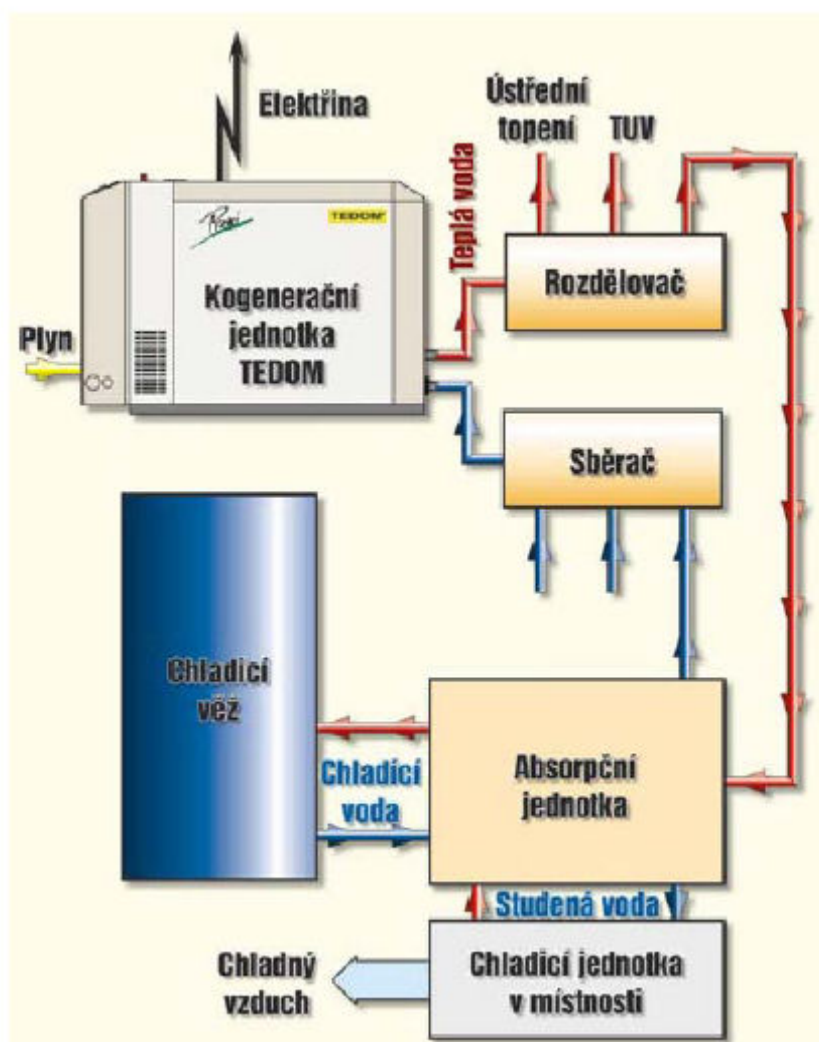 Elektřina
Ústřední
topení
TUV
Teplá voda
TEDOM
Kogenerační
jednotka
TEDOM
Plyn
Rozdělovač
Sběrač
Chladicí
věž
Chladicí
voda
Absorpční
jednotka
Studená voda
Chladný
vzduch
Chladicí jednotka
v místnosti